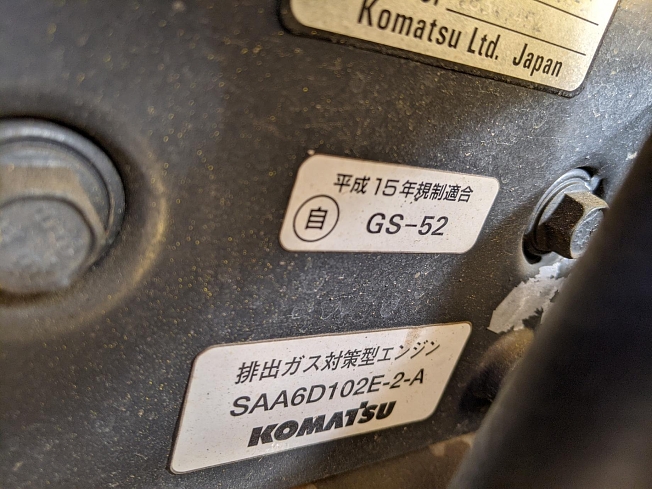 Komatsu Ltd. Japan
平成15年規制適合
自 GS-52
排出ガス対策型エンジン
SAA6D102E-2-A
KOMATSU